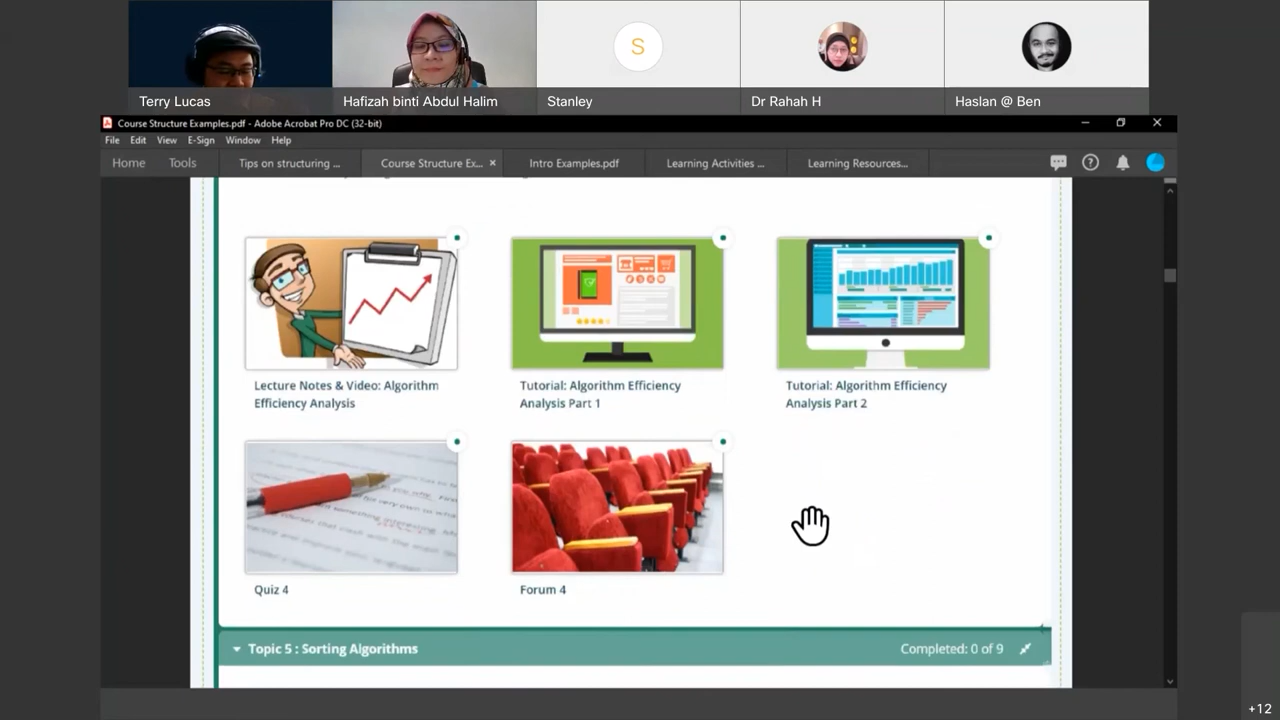 S
Terry Lucas
Hafizah binti Abdul Halim
Stanley
Dr Rahah H
Haslan @ Ben
Course Structure Examples.pdf - Adobe Acrobat Pro DC (32-bit)
File Edit View E-Sign Window Help
Home Tools Tips on structuring ... Course Structure Ex... × Intro Examples.pdf Learning Activities ... Learning Resources...
Lecture Notes & Video: Algorithm
Efficiency Analysis
Tutorial: Algorithm Efficiency
Analysis Part 1
Tutorial: Algorithm Efficiency
Analysis Part 2
Quiz 4
Forum 4
Topic 5 : Sorting Algorithms
Completed: 0 of 9
+12